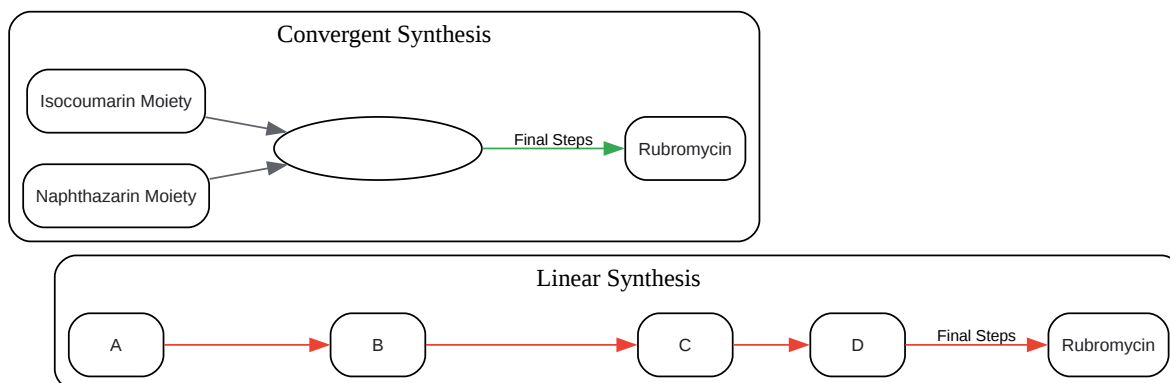 Convergent Synthesis
Isocoumarin Moiety
Final Steps
Rubromycin
Naphthazarin Moiety
Linear Synthesis
A
B
C
D
Final Steps
Rubromycin